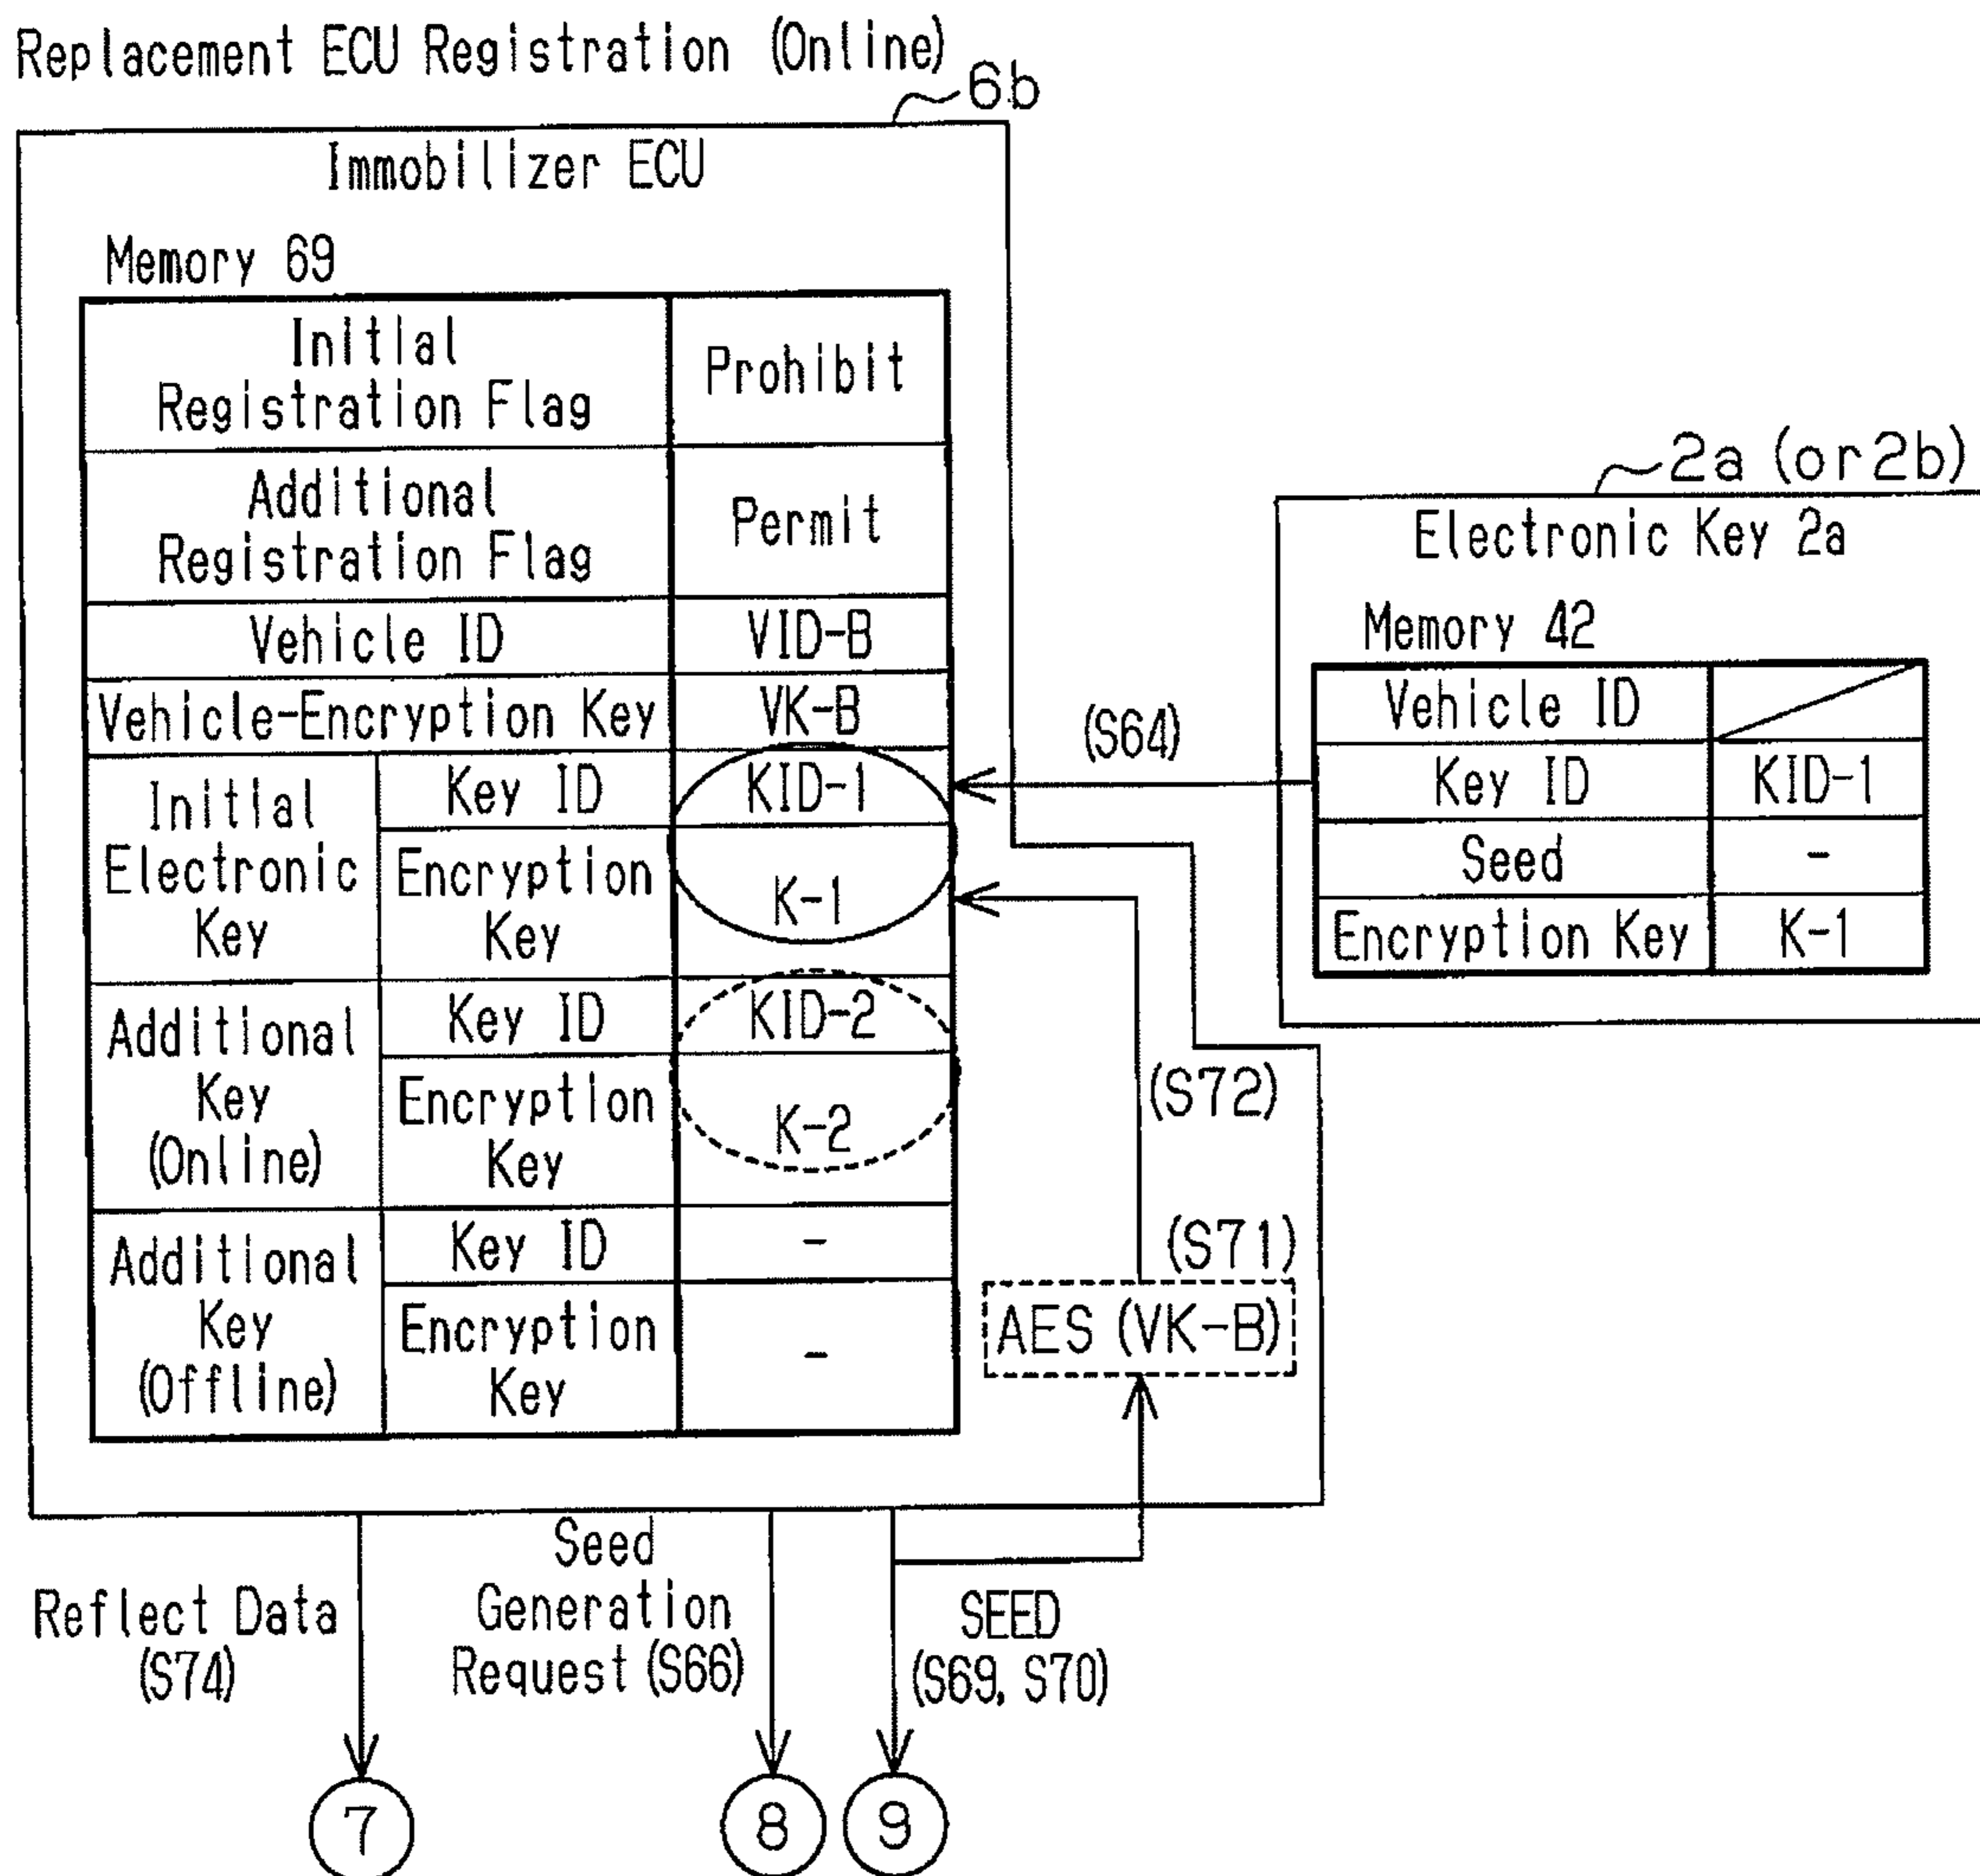 Replacement ECU Registration (Online)
6b
Immobilizer ECU
Memory 69
Initial
Registration Flag
Prohibit
Additional
Registration Flag
Permit
Vehicle ID
VID-B
Vehicle-Encryption Key
VK-B
Initial
Electronic
Key
Key ID
KID-1
Encryption
Key
K-1
Additional
Key
(Online)
Key ID
KID-2
Encryption
Key
K-2
Additional
Key
(Offline)
Key ID
-
Encryption
Key
-
2a (or 2b)
Electronic Key 2a
Memory 42
Vehicle ID
Key ID
KID-1
Seed
-
Encryption Key
K-1
(S64)
(S72)
(S71)
AES (VK-B)
Reflect Data
(S74)
Seed
Generation
Request (S66)
SEED
(S69, S70)
7
8
9